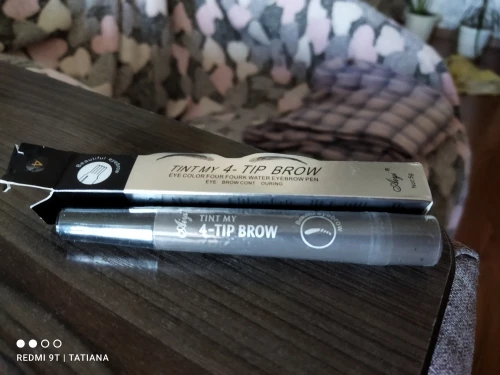 Beautiful eyebrow
4
TINT MY 4- TIP BROW
EYE COLOR FOUR FOURK WATER EYEBROW PEN
EYE BROW CONT OURING
TINT MY
4-TIP BROW
REDMI 9T | TATIANA